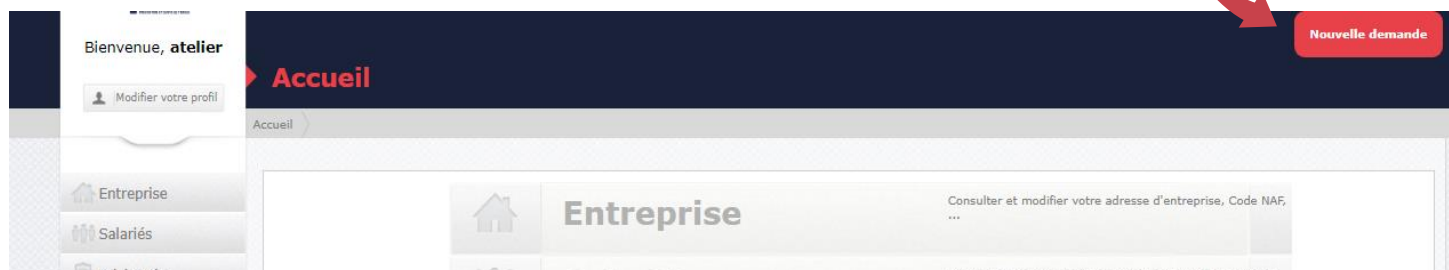 Nouvelle demande
Bienvenue, atelier
Accueil
Modifier votre profil
Accueil
Entreprise
Entreprise
Consulter et modifier votre adresse d'entreprise, Code NAF,
...
Salariés